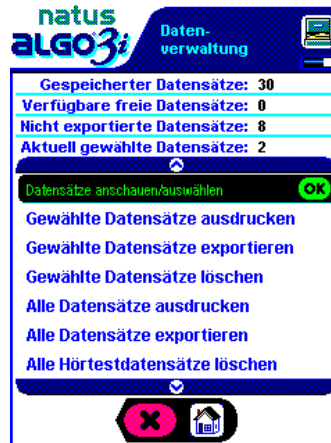 natus
ALGO 3i
Daten-
verwaltung
Gespeicherter Datensätze: 30
Verfügbare freie Datensätze: 0
Nicht exportierte Datensätze: 8
Aktuell gewählte Datensätze: 2
Datensätze anschauen/auswählen OK
Gewählte Datensätze ausdrucken
Gewählte Datensätze exportieren
Gewählte Datensätze löschen
Alle Datensätze ausdrucken
Alle Datensätze exportieren
Alle Hörtestdatensätze löschen